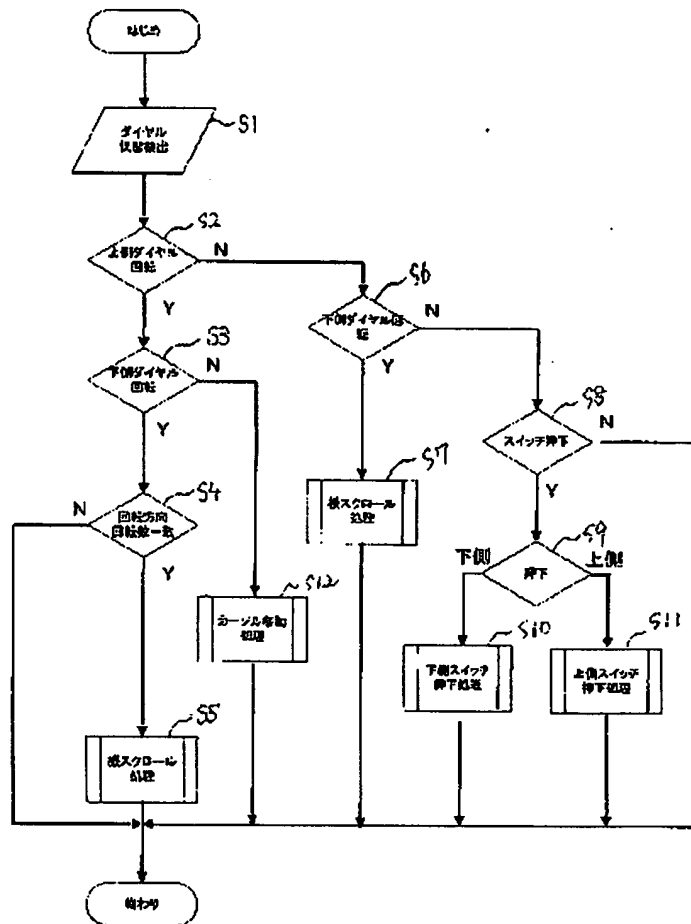 はじめ
ダイヤル
状態検出
S1
上側ダイヤル
回転
S2
N
Y
下側ダイヤル回
転
S6
N
Y
下側ダイヤル
回転
S3
N
Y
スイッチ押下
S8
N
Y
回転方向
回転数一致
S4
N
Y
横スクロール
処理
S7
押下
S9
下側
上側
カーソル移動
処理
S12
下側スイッチ
押下処理
S10
上側スイッチ
押下処理
S11
スクロール
処理
S5
終わり